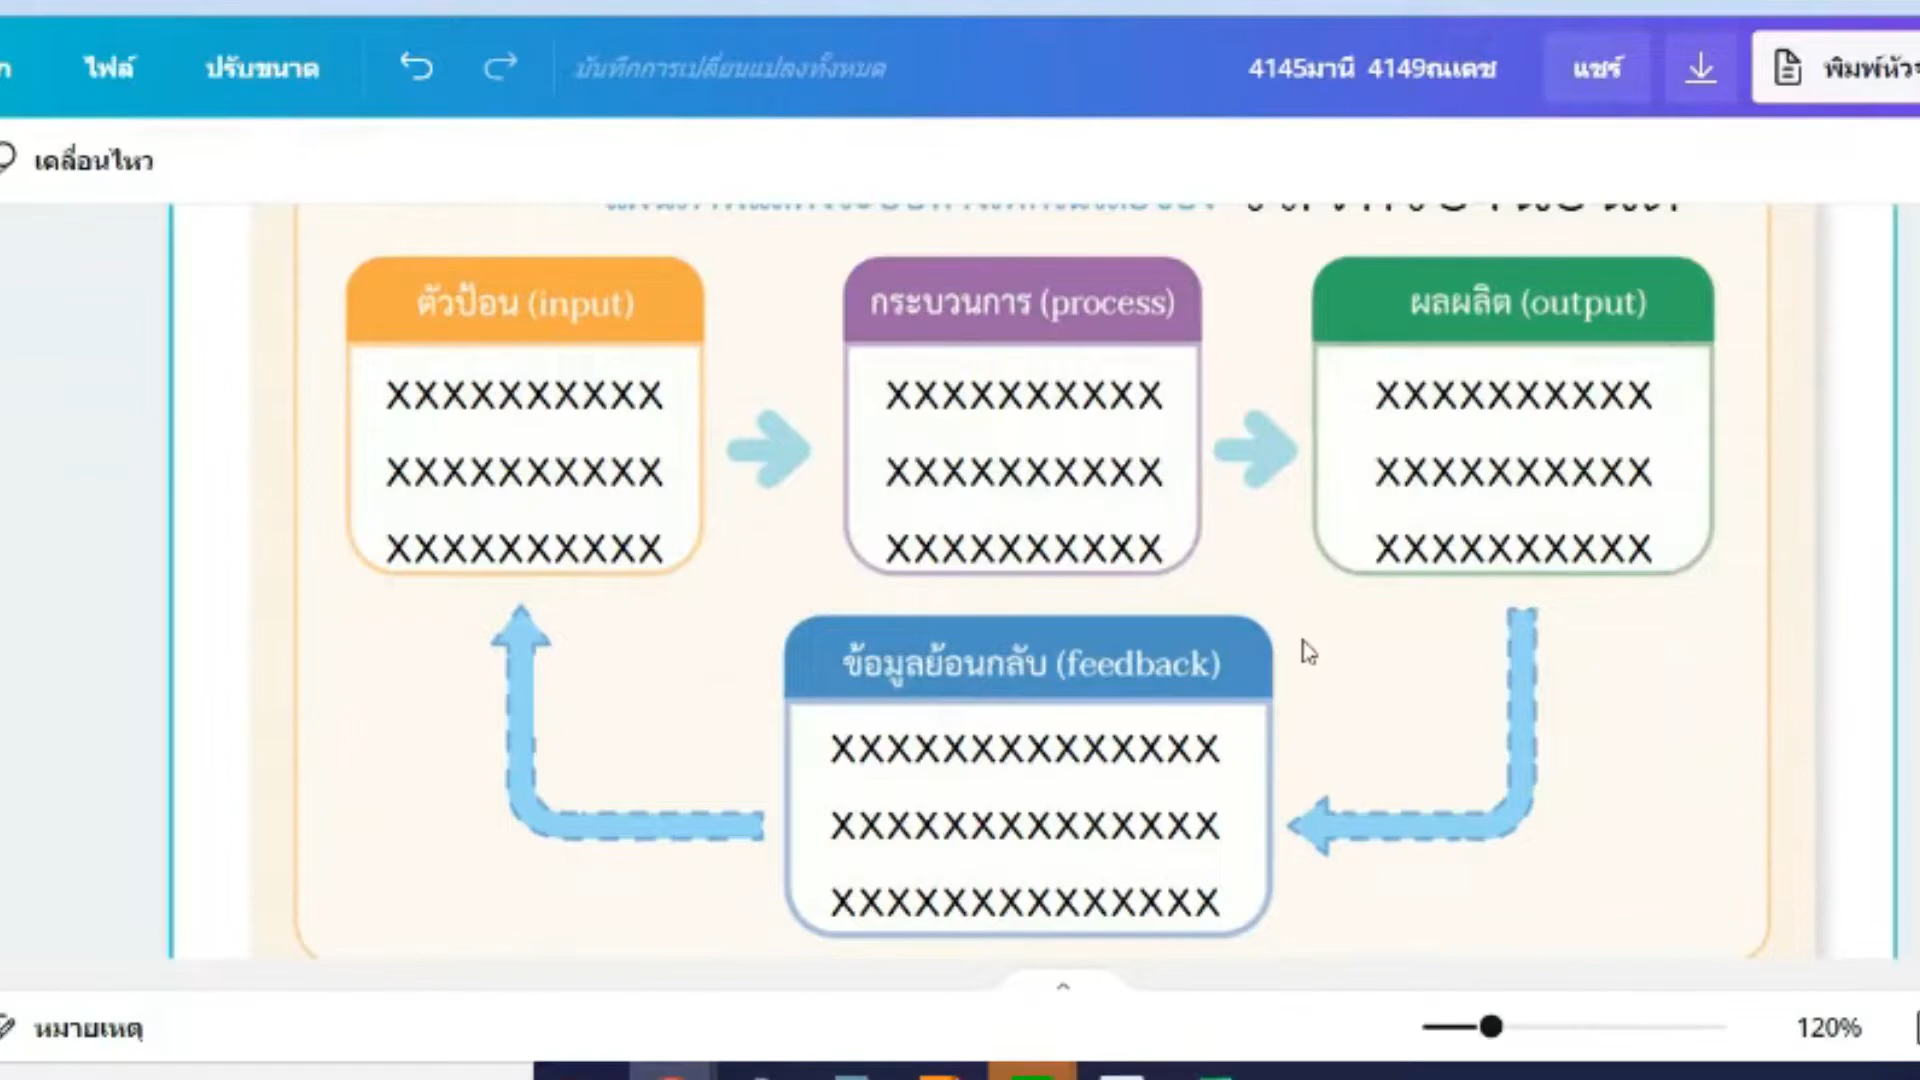 ไฟล์ ปรับขนาด บันทึกการเปลี่ยนแปลงทั้งหมด 4145มานี 4149ณเดช แชร์
เคลื่อนไหว
ตัวป้อน (input)
XXXXXXXXXX
XXXXXXXXXX
XXXXXXXXXX
กระบวนการ (process)
XXXXXXXXXX
XXXXXXXXXX
XXXXXXXXXX
ผลผลิต (output)
XXXXXXXXXX
XXXXXXXXXX
XXXXXXXXXX
ข้อมูลย้อนกลับ (feedback)
XXXXXXXXXXXXXX
XXXXXXXXXXXXXX
XXXXXXXXXXXXXX
หมายเหตุ
120%